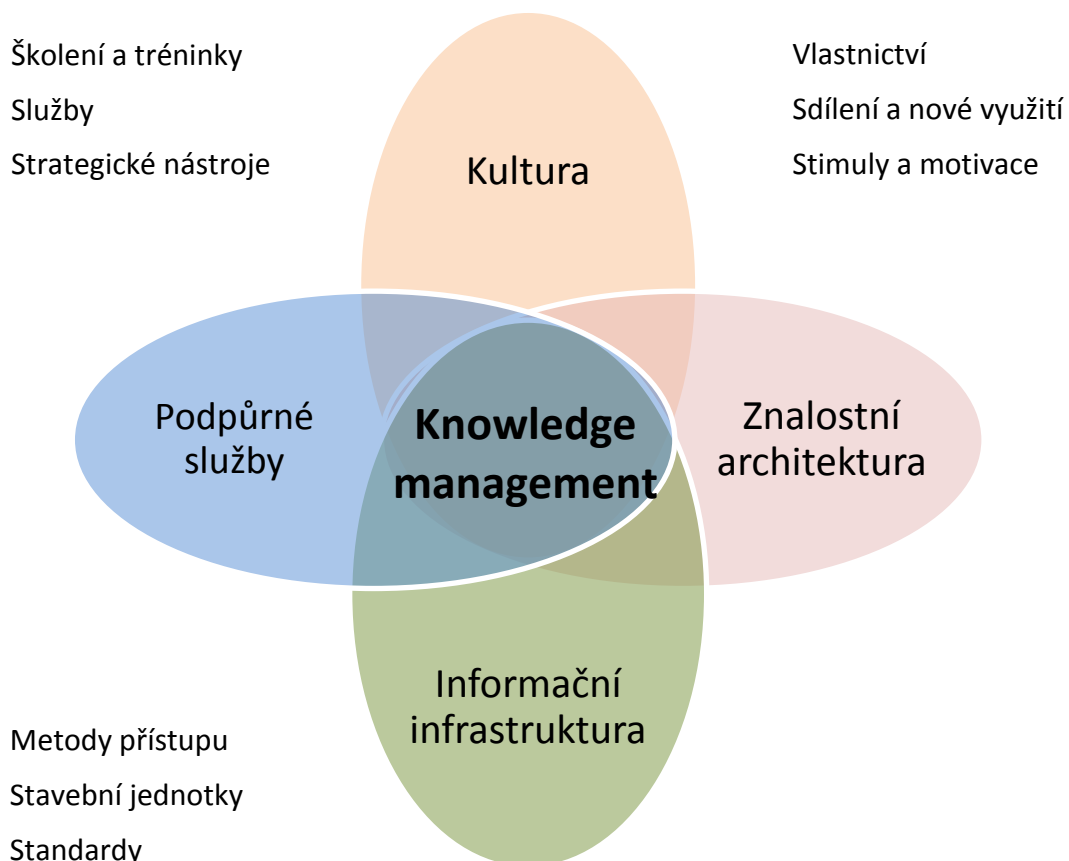 Školení a tréninky
Služby
Strategické nástroje
Vlastnictví
Sdílení a nové využití
Stimuly a motivace
Kultura
Podpůrné
služby
Knowledge
management
Znalostní
architektura
Informační
infrastruktura
Metody přístupu
Stavební jednotky
Standardy